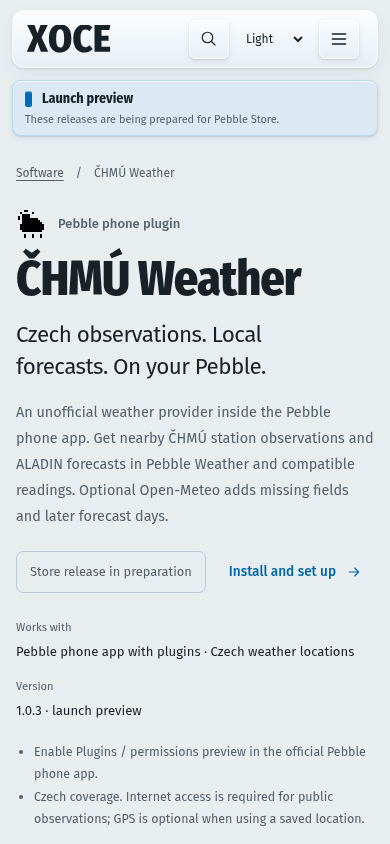 XOCE
Light
Launch preview
These releases are being prepared for Pebble Store.
Software / ČHMÚ Weather
Pebble phone plugin
ČHMÚ Weather
Czech observations. Local
forecasts. On your Pebble.
An unofficial weather provider inside the Pebble
phone app. Get nearby ČHMÚ station observations and
ALADIN forecasts in Pebble Weather and compatible
readings. Optional Open-Meteo adds missing fields
and later forecast days.
Store release in preparation
Install and set up →
Works with
Pebble phone app with plugins · Czech weather locations
Version
1.0.3 · launch preview
• Enable Plugins / permissions preview in the official Pebble
phone app.
• Czech coverage. Internet access is required for public
observations; GPS is optional when using a saved location.